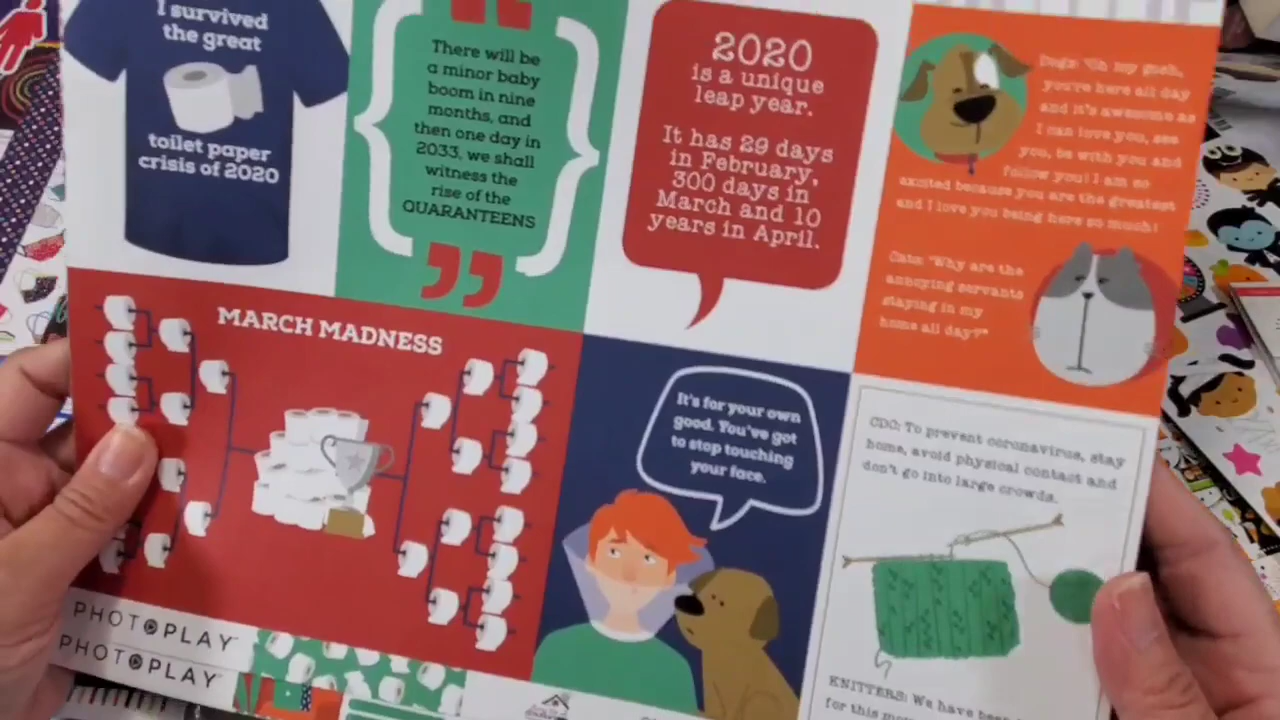 I survived
the great
toilet paper
crisis of 2020
There will be
a minor baby
boom in nine
months, and
then one day in
2033, we shall
witness the
rise of the
QUARANTEENS
2020
is a unique
leap year.
It has 29 days
in February,
300 days in
March and 10
years in April.
Dogs: "Oh my gosh,
you're here all day
and it's awesome as
I can love you, see
you, be with you and
follow you! I am so
excited because you are the greatest
and I love you being here so much!
Cats: "Why are the
annoying servants
staying in my
home all day?"
MARCH MADNESS
It's for your own
good. You've got
to stop touching
your face.
CDC: To prevent coronavirus, stay
home, avoid physical contact and
don't go into large crowds.
KNITTERS: We have been
for this
PHOTOPLAY
PHOTOPLAY